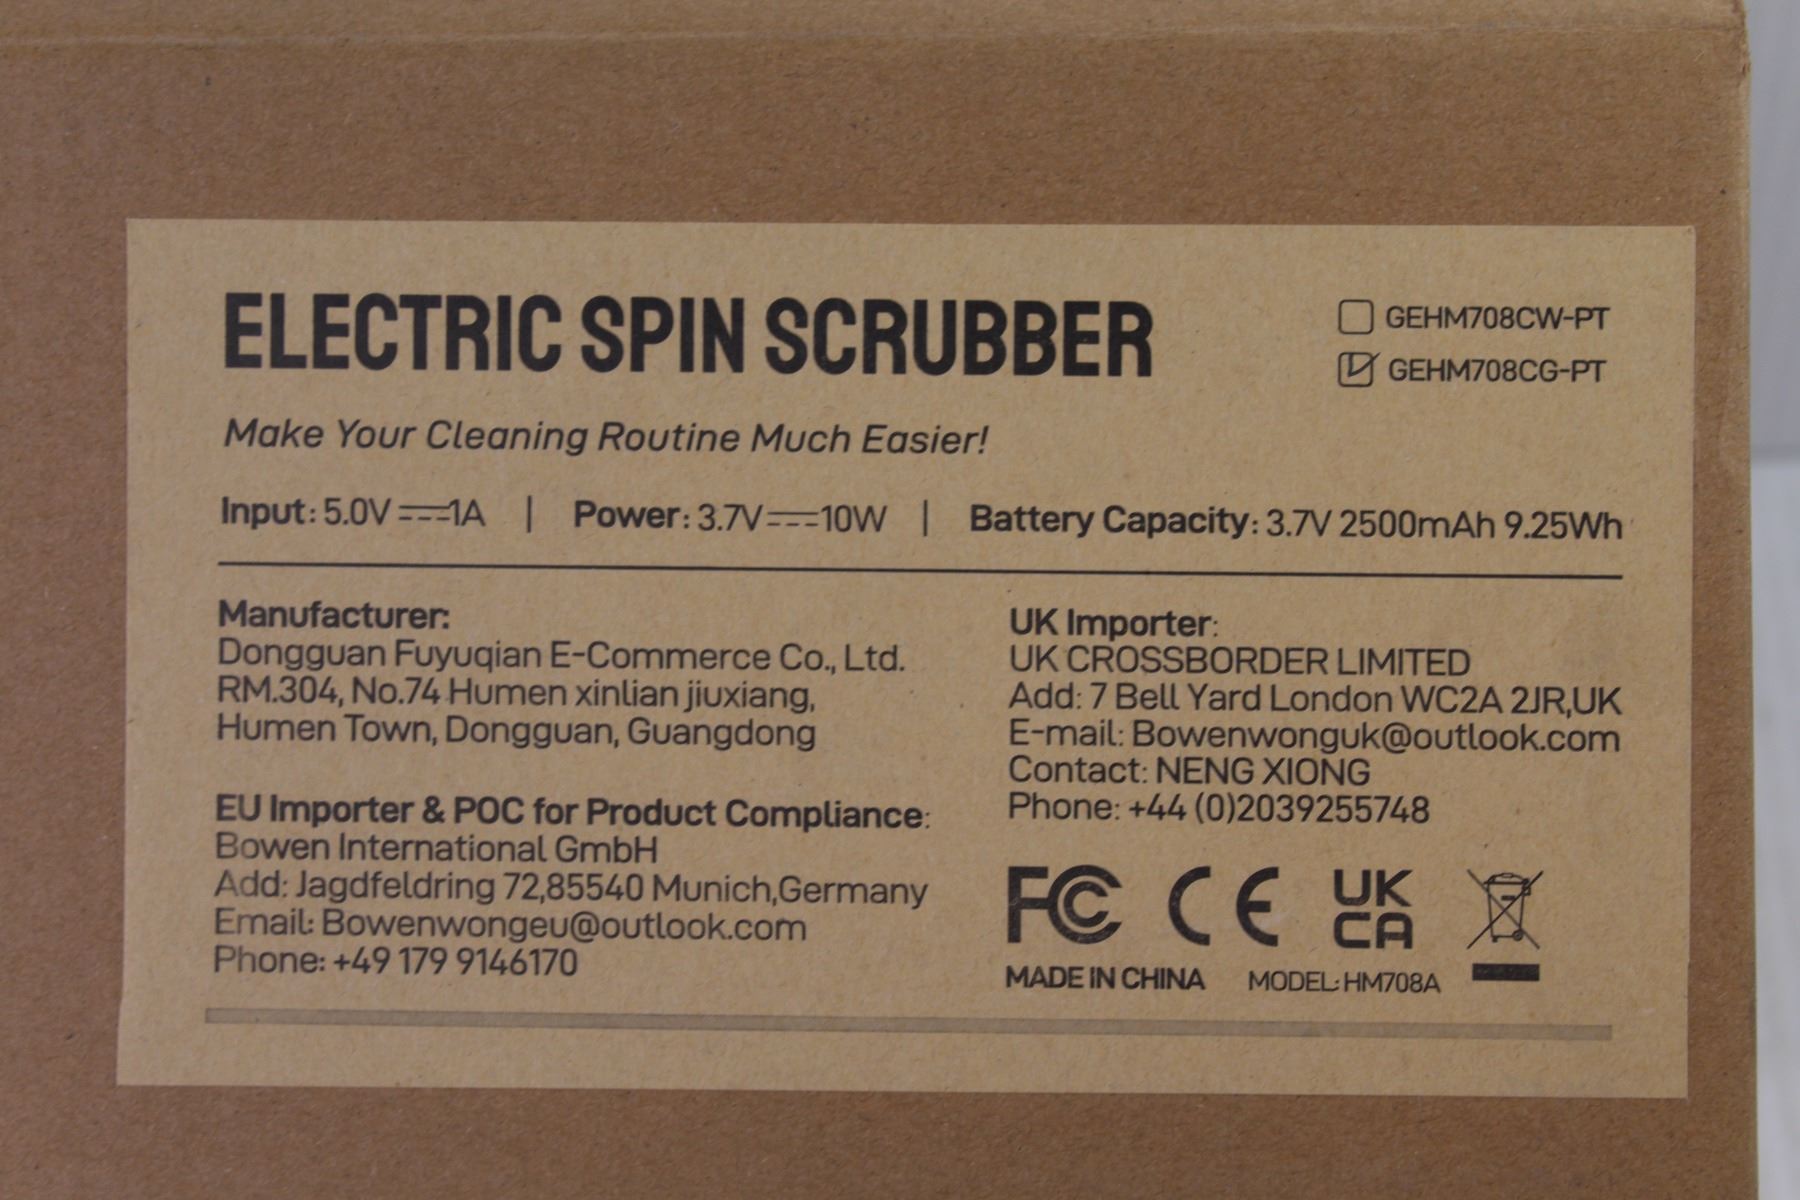 ELECTRIC SPIN SCRUBBER
GEHM708CW-PT
GEHM708CG-PT
Make Your Cleaning Routine Much Easier!
Input: 5.0V⎓1A | Power: 3.7V⎓10W | Battery Capacity: 3.7V 2500mAh 9.25Wh
Manufacturer:
Dongguan Fuyuqian E-Commerce Co., Ltd.
RM.304, No.74 Humen xinlian jiuxiang,
Humen Town, Dongguan, Guangdong
EU Importer & POC for Product Compliance:
Bowen International GmbH
Add: Jagdfeldring 72,85540 Munich,Germany
Email: Bowenwongeu@outlook.com
Phone: +49 179 9146170
UK Importer:
UK CROSSBORDER LIMITED
Add: 7 Bell Yard London WC2A 2JR,UK
E-mail: Bowenwonguk@outlook.com
Contact: NENG XIONG
Phone: +44 (0)2039255748
FC CE UK
CA
MADE IN CHINA MODEL: HM708A